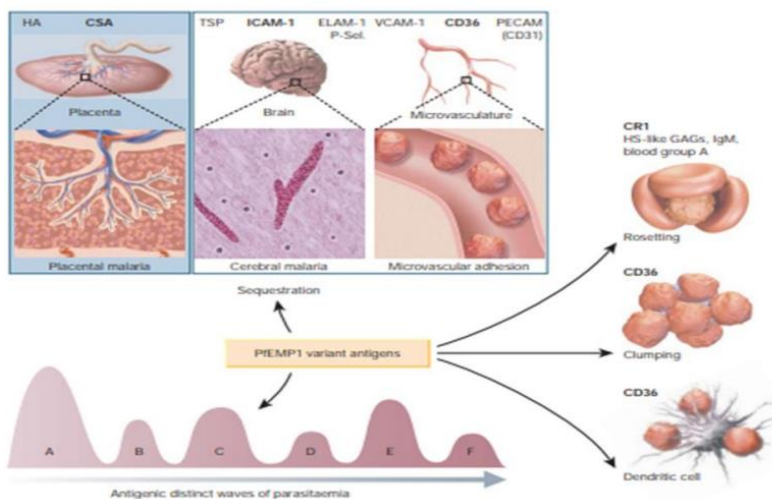 HA CSA
TSP ICAM-1 ELAM-1 VCAM-1 CD36 PECAM
P-Sel. (CD31)
Placenta
Brain
Microvasculature
Placental malaria
Cerebral malaria
Microvascular adhesion
Sequestration
PfEMP1 variant antigens
CR1
HS-like GAGs, IgM,
blood group A
Rosetting
CD36
Clumping
CD36
Dendritic cell
A B C D E F
Antigenic distinct waves of parasitaemia